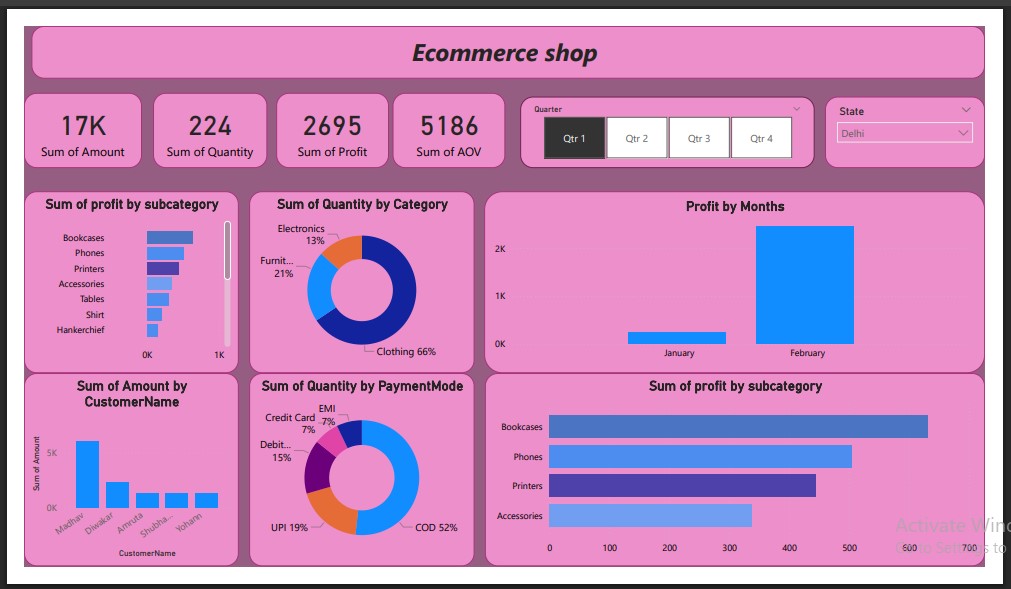 Ecommerce shop
17K
Sum of Amount
224
Sum of Quantity
2695
Sum of Profit
5186
Sum of AOV
Quarter
Qtr 1
Qtr 2
Qtr 3
Qtr 4
State
Delhi
Sum of profit by subcategory
Bookcases
Phones
Printers
Accessories
Tables
Shirt
Hankerchief
0K 1K
Sum of Quantity by Category
Electronics
13%
Furnit...
21%
Clothing 66%
Profit by Months
2K
1K
0K
January February
Sum of Amount by
CustomerName
Sum of Amount
5K
0K
Madhav
Diwakar
Amruta
Shubha...
Yohann
CustomerName
Sum of Quantity by PaymentMode
EMI
7%
Credit Card
7%
Debit...
15%
UPI 19%
COD 52%
Sum of profit by subcategory
Bookcases
Phones
Printers
Accessories
0 100 200 300 400 500 600 700
Activate Wind
Go to Settings to